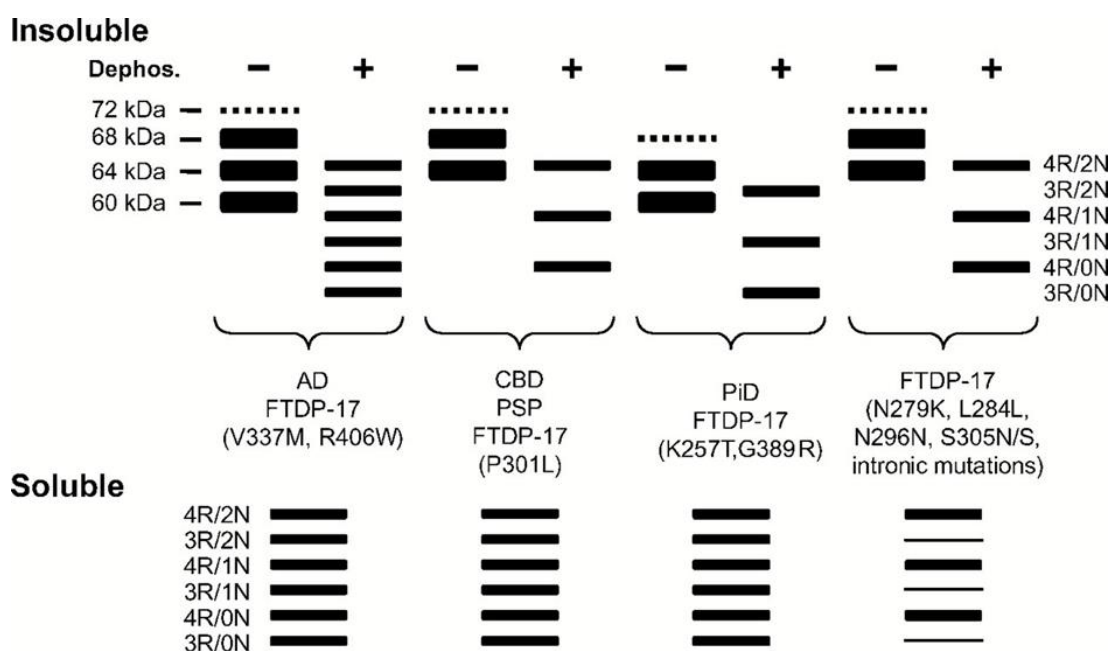 Insoluble
Dephos. − + − + − + − +
72 kDa
68 kDa
64 kDa
60 kDa
4R/2N
3R/2N
4R/1N
3R/1N
4R/0N
3R/0N
AD
FTDP-17
(V337M, R406W)
CBD
PSP
FTDP-17
(P301L)
PiD
FTDP-17
(K257T,G389R)
FTDP-17
(N279K, L284L,
N296N, S305N/S,
intronic mutations)
Soluble
4R/2N
3R/2N
4R/1N
3R/1N
4R/0N
3R/0N